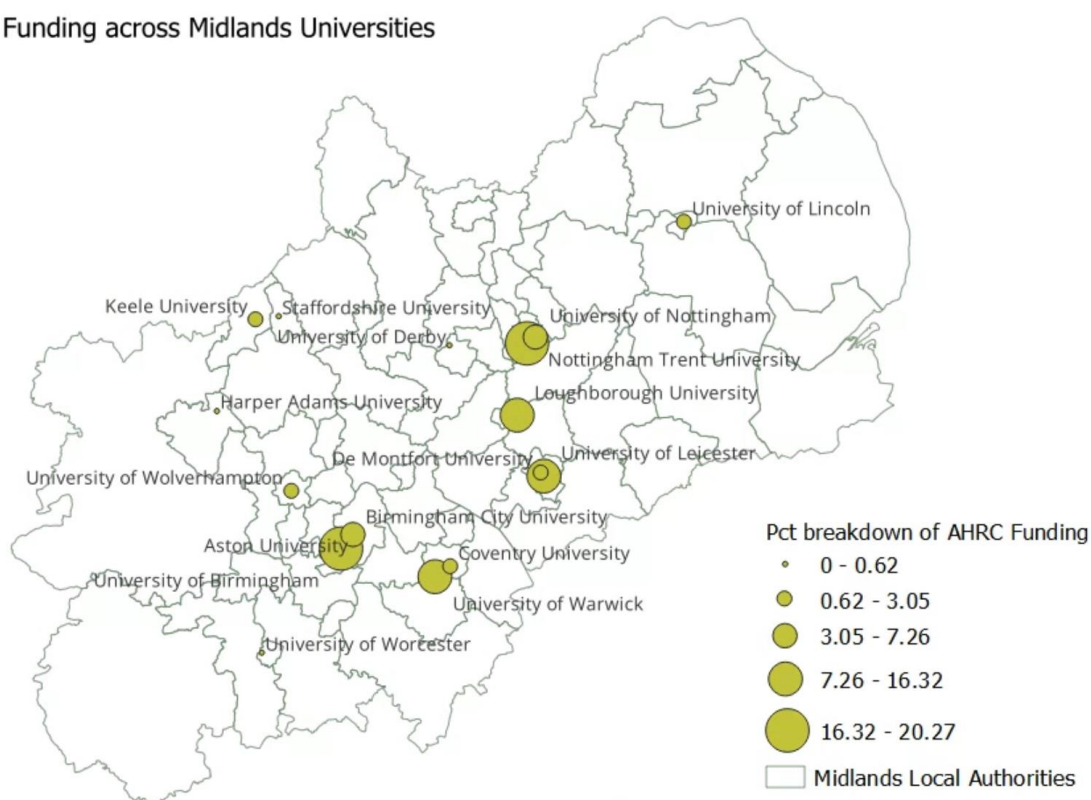 Funding across Midlands Universities
University of Lincoln
Keele University
Staffordshire University
University of Nottingham
University of Derby
Nottingham Trent University
Loughborough University
Harper Adams University
De Montfort University
University of Leicester
University of Wolverhampton
Birmingham City University
Aston University
Coventry University
University of Birmingham
University of Warwick
University of Worcester
Pct breakdown of AHRC Funding
0 - 0.62
0.62 - 3.05
3.05 - 7.26
7.26 - 16.32
16.32 - 20.27
Midlands Local Authorities